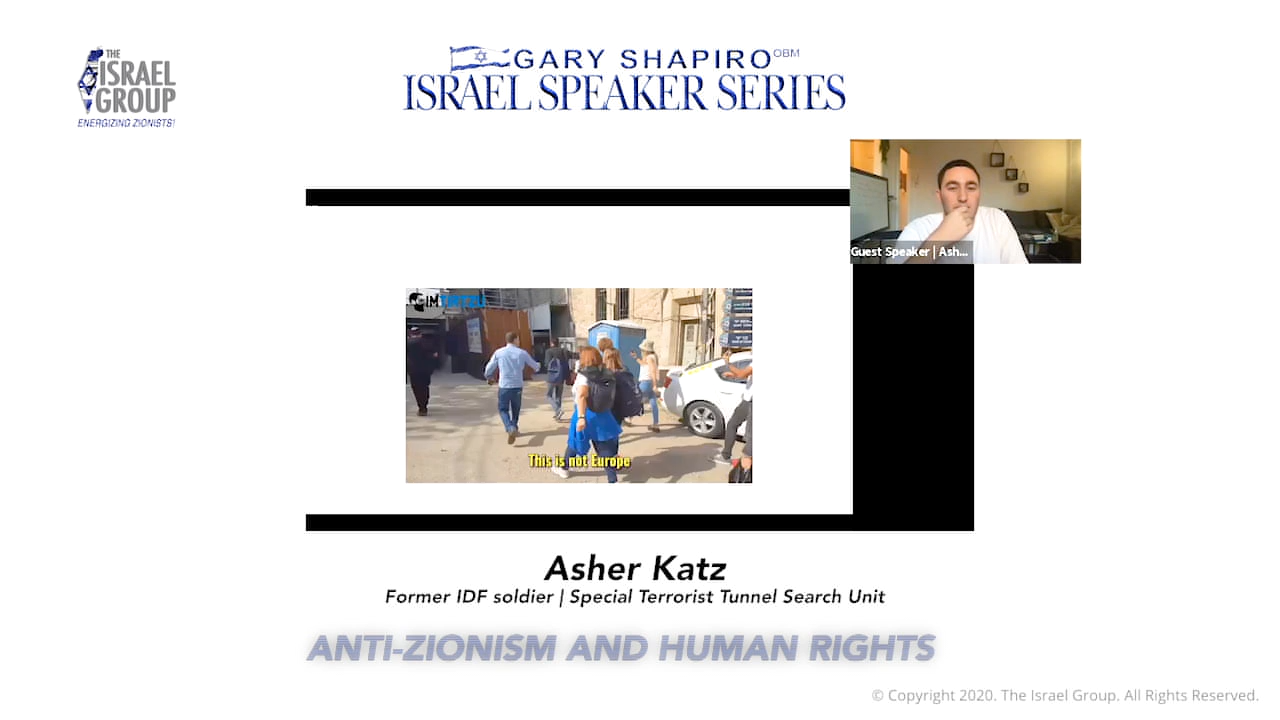 THE
ISRAEL
GROUP
ENERGIZING ZIONISTS!
GARY SHAPIRO OBM
ISRAEL SPEAKER SERIES
Guest Speaker | Ash...
IMTIRTZU
This is not Europe
Asher Katz
Former IDF soldier | Special Terrorist Tunnel Search Unit
ANTI-ZIONISM AND HUMAN RIGHTS
© Copyright 2020. The Israel Group. All Rights Reserved.